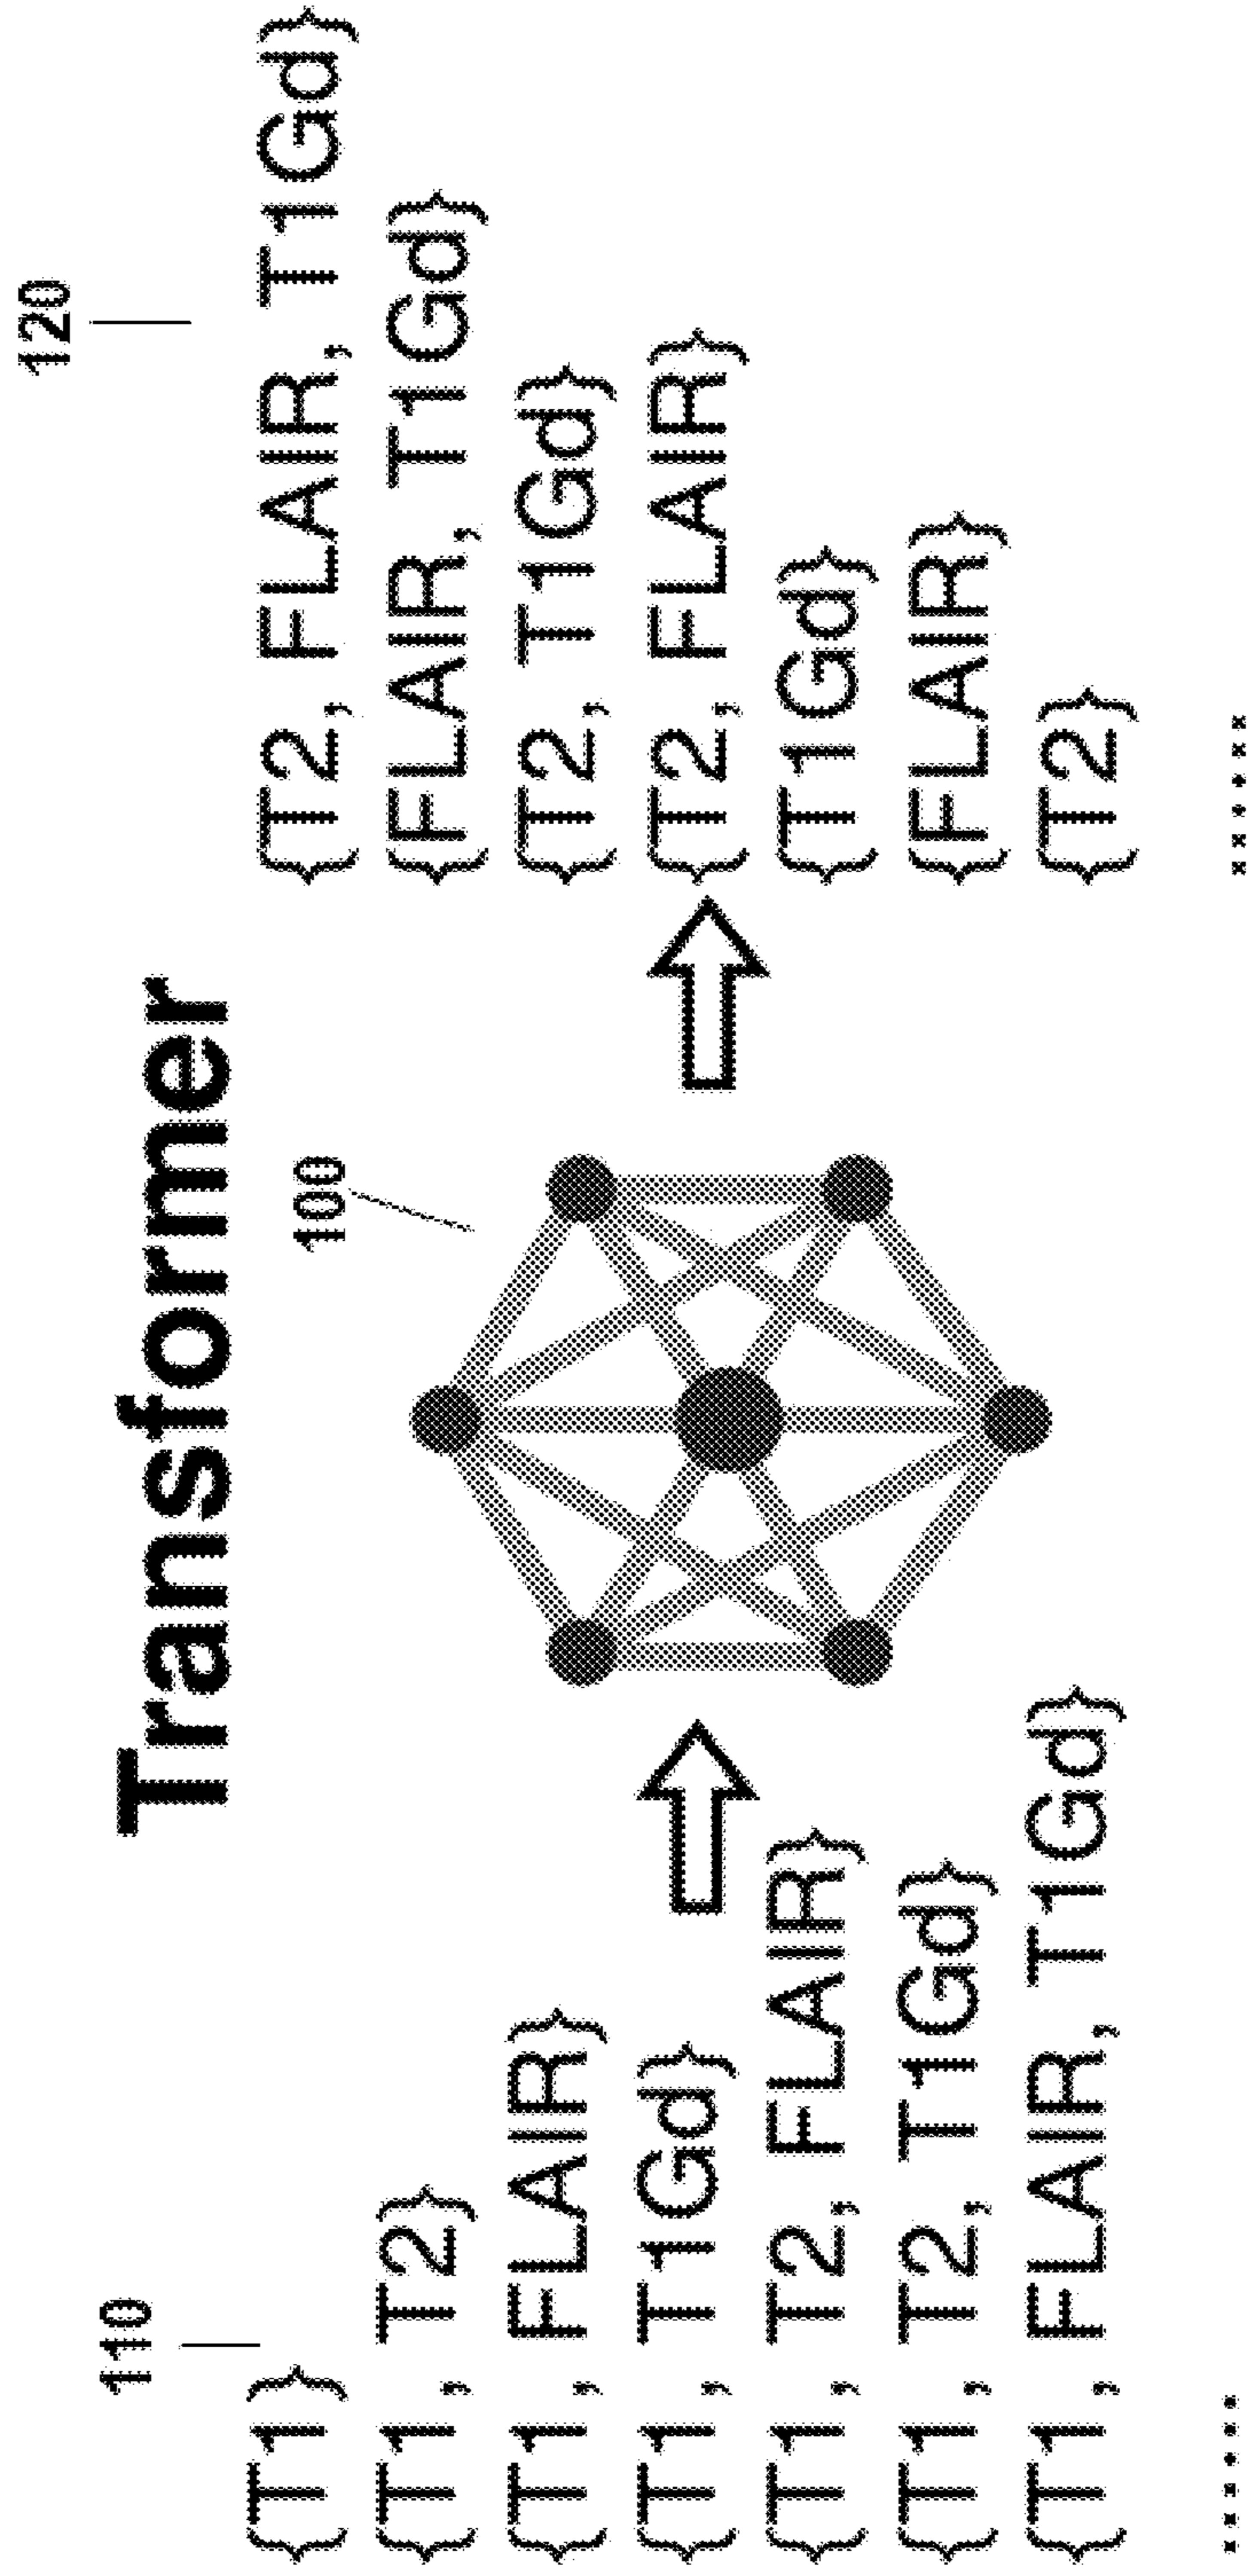 Transformer
110
{T1}
{T1, T2}
{T1, FLAIR}
{T1, T1Gd}
{T1, T2, FLAIR}
{T1, T2, T1Gd}
{T1, FLAIR, T1Gd}
......
100
120
{T2, FLAIR, T1Gd}
{FLAIR, T1Gd}
{T2, T1Gd}
{T2, FLAIR}
{T1Gd}
{FLAIR}
{T2}
......